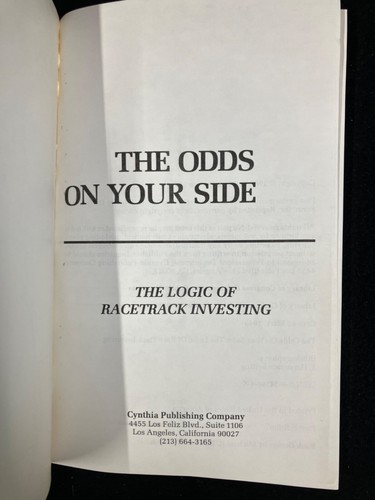 THE ODDS
ON YOUR SIDE
THE LOGIC OF
RACETRACK INVESTING
Cynthia Publishing Company
4455 Los Feliz Blvd., Suite 1106
Los Angeles, California 90027
(213) 664-3165